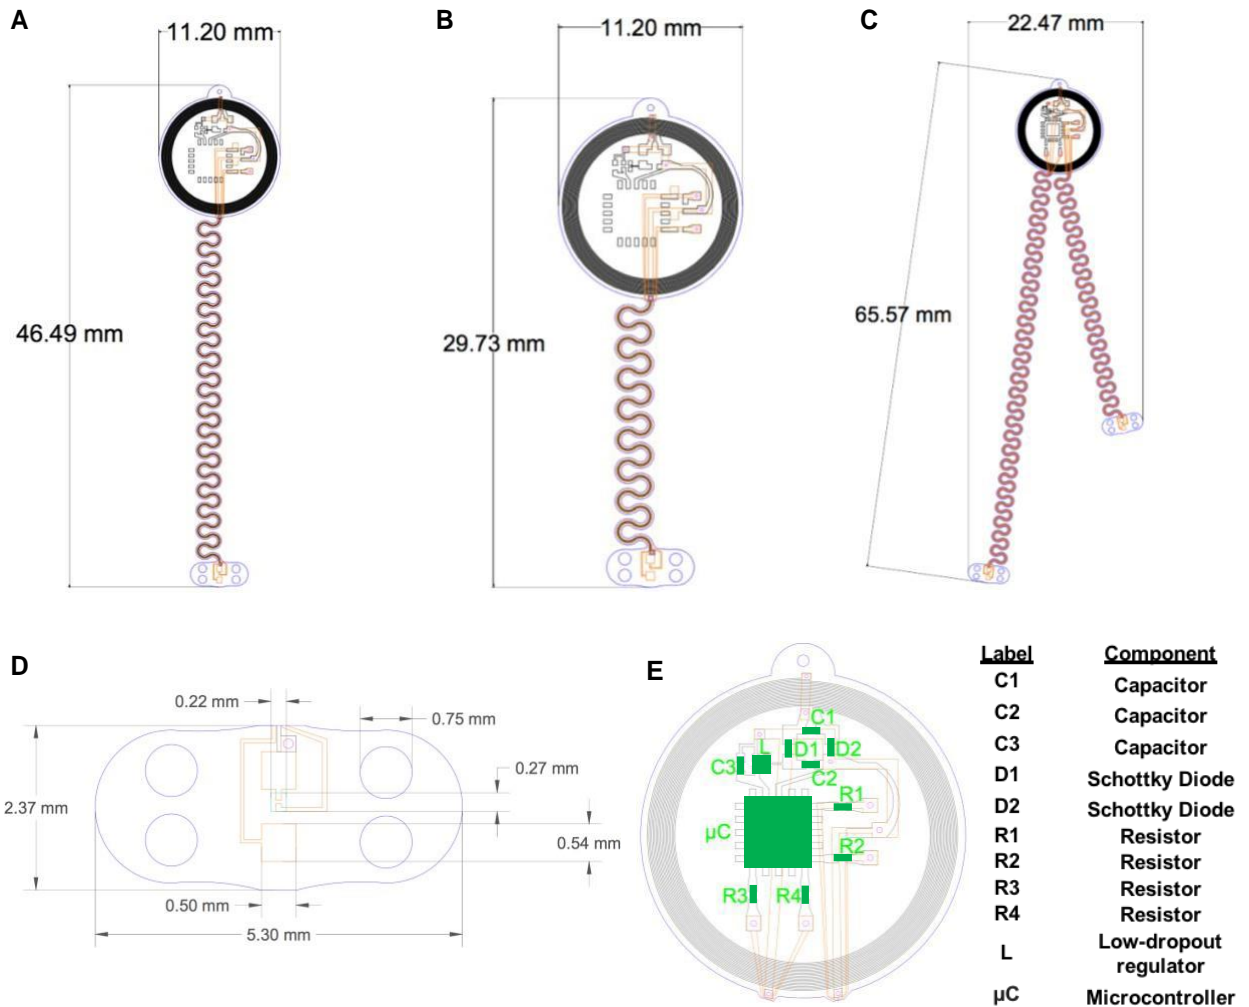 A
11.20 mm
46.49 mm
B
11.20 mm
29.73 mm
C
22.47 mm
65.57 mm
D
0.22 mm
0.75 mm
0.27 mm
2.37 mm
0.54 mm
0.50 mm
5.30 mm
E
C1
L
D1
D2
C3
C2
R1
µC
R2
R3
R4
Label Component
C1 Capacitor
C2 Capacitor
C3 Capacitor
D1 Schottky Diode
D2 Schottky Diode
R1 Resistor
R2 Resistor
R3 Resistor
R4 Resistor
L Low-dropout
regulator
µC Microcontroller